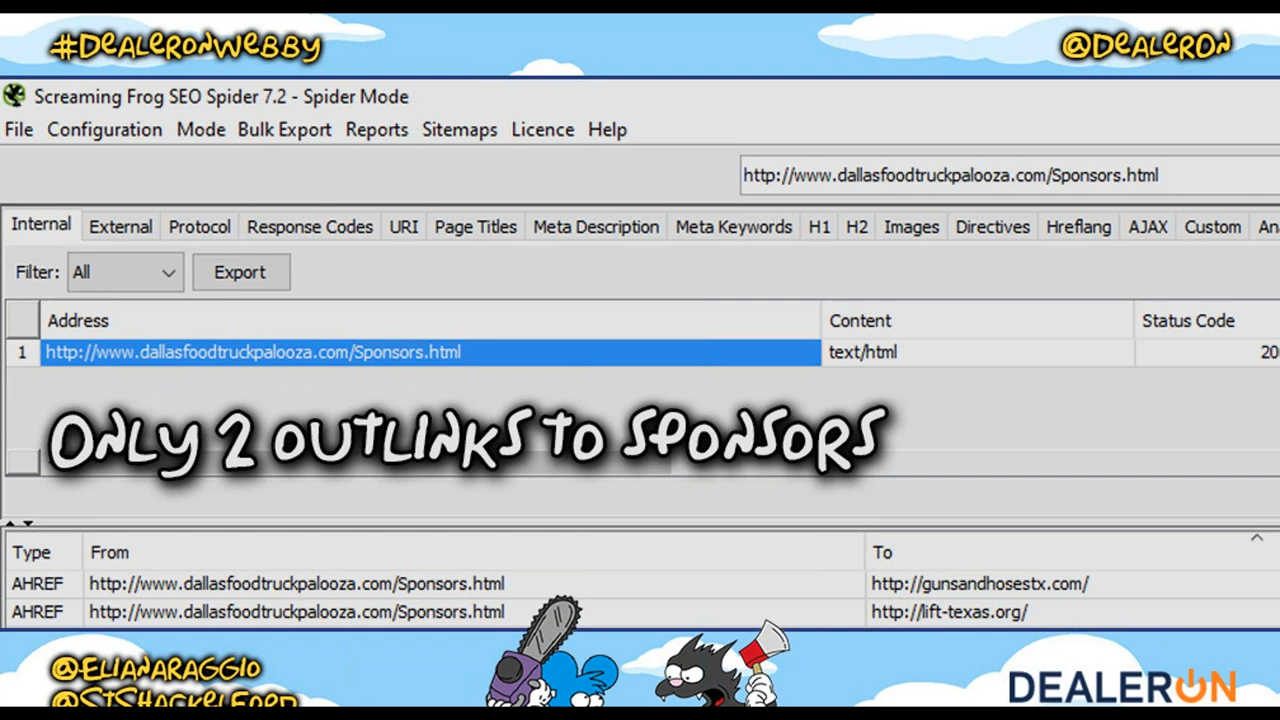 #DEALERONWEBBY
@DEALERON
Screaming Frog SEO Spider 7.2 - Spider Mode
File Configuration Mode Bulk Export Reports Sitemaps Licence Help
http://www.dallasfoodtruckpalooza.com/Sponsors.html
Internal External Protocol Response Codes URI Page Titles Meta Description Meta Keywords H1 H2 Images Directives Hreflang AJAX Custom An
Filter: All Export
Address Content Status Code
1 http://www.dallasfoodtruckpalooza.com/Sponsors.html text/html 20
ONLY 2 OUTLINKS TO SPONSORS
Type From To
AHREF http://www.dallasfoodtruckpalooza.com/Sponsors.html http://gunsandhosestx.com/
AHREF http://www.dallasfoodtruckpalooza.com/Sponsors.html http://lift-texas.org/
@ELIANARAGGIO
@STSHACKELFORD
DEALERON